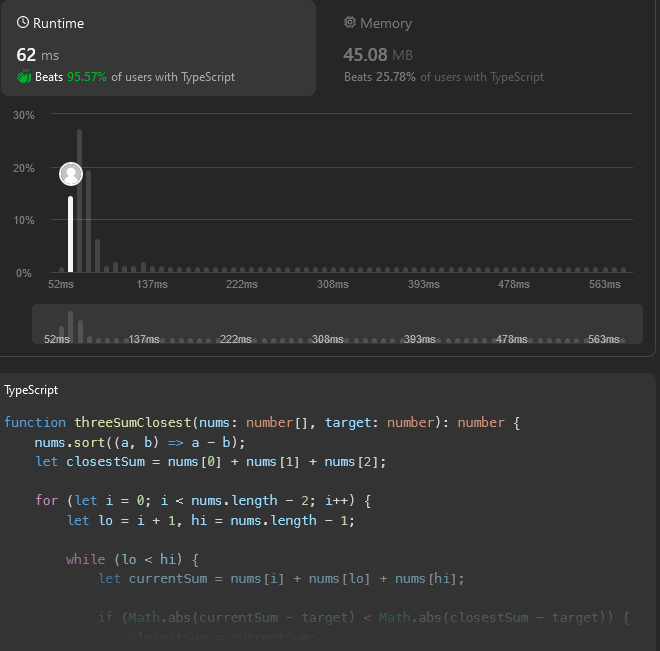 Runtime
Memory
62 ms
45.08 MB
Beats 95.57% of users with TypeScript
Beats 25.78% of users with TypeScript
30%
20%
10%
0%
52ms 137ms 222ms 308ms 393ms 478ms 563ms
52ms 137ms 222ms 308ms 393ms 478ms 563ms
TypeScript
function threeSumClosest(nums: number[], target: number): number {
    nums.sort((a, b) => a - b);
    let closestSum = nums[0] + nums[1] + nums[2];
    for (let i = 0; i < nums.length - 2; i++) {
        let lo = i + 1, hi = nums.length - 1;
        while (lo < hi) {
            let currentSum = nums[i] + nums[lo] + nums[hi];
            if (Math.abs(currentSum - target) < Math.abs(closestSum - target)) {
                closestSum = currentSum;